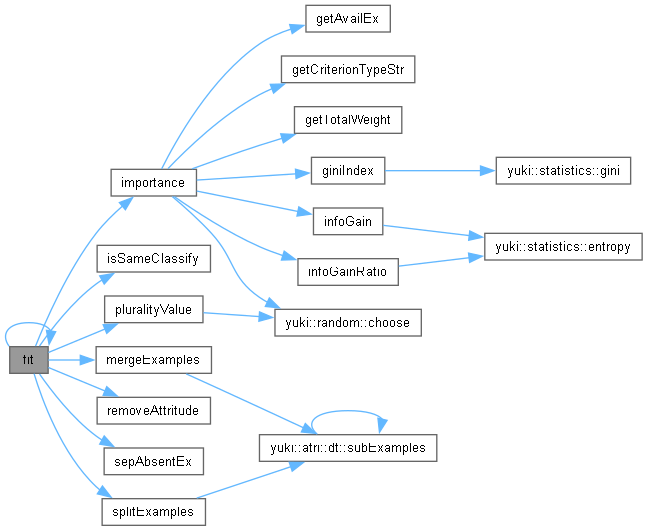 getAvailEx
getCriterionTypeStr
getTotalWeight
importance
giniIndex
yuki::statistics::gini
infoGain
yuki::statistics::entropy
isSameClassify
infoGainRatio
pluralityValue
yuki::random::choose
fit
mergeExamples
removeAttritude
yuki::atri::dt::subExamples
sepAbsentEx
splitExamples